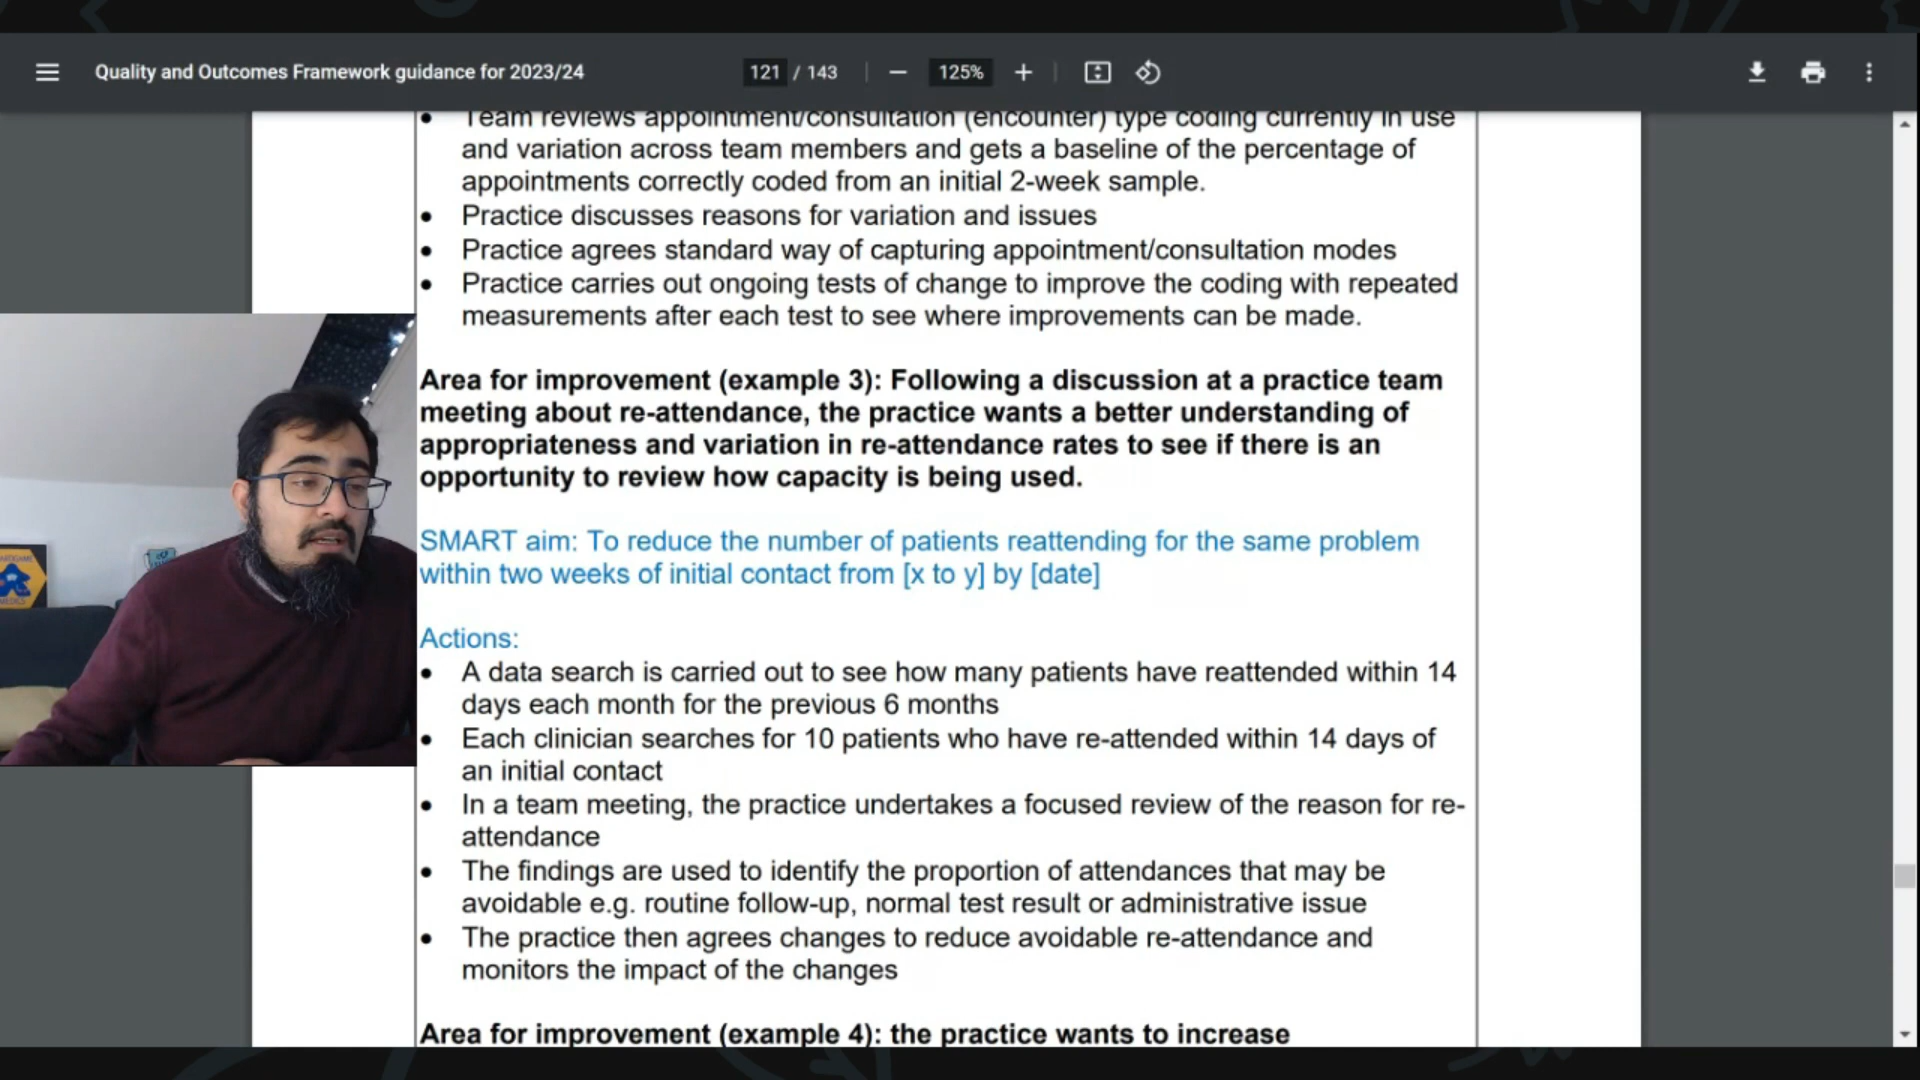 Quality and Outcomes Framework guidance for 2023/24
121 / 143
125%
• Team reviews appointment/consultation (encounter) type coding currently in use
and variation across team members and gets a baseline of the percentage of
appointments correctly coded from an initial 2-week sample.
• Practice discusses reasons for variation and issues
• Practice agrees standard way of capturing appointment/consultation modes
• Practice carries out ongoing tests of change to improve the coding with repeated
measurements after each test to see where improvements can be made.
Area for improvement (example 3): Following a discussion at a practice team
meeting about re-attendance, the practice wants a better understanding of
appropriateness and variation in re-attendance rates to see if there is an
opportunity to review how capacity is being used.
SMART aim: To reduce the number of patients reattending for the same problem
within two weeks of initial contact from [x to y] by [date]
Actions:
• A data search is carried out to see how many patients have reattended within 14
days each month for the previous 6 months
• Each clinician searches for 10 patients who have re-attended within 14 days of
an initial contact
• In a team meeting, the practice undertakes a focused review of the reason for re-
attendance
• The findings are used to identify the proportion of attendances that may be
avoidable e.g. routine follow-up, normal test result or administrative issue
• The practice then agrees changes to reduce avoidable re-attendance and
monitors the impact of the changes
Area for improvement (example 4): the practice wants to increase